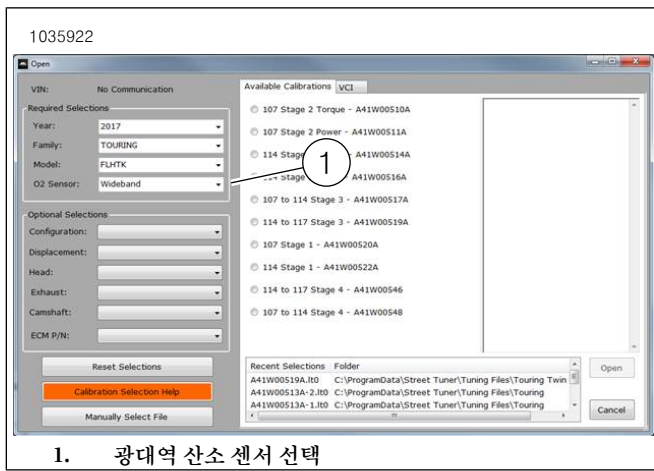 1035922
Open
VIN: No Communication
Required Selections
Year: 2017
Family: TOURING
Model: FLHTK
O2 Sensor: Wideband
Optional Selections
Configuration:
Displacement:
Head:
Exhaust:
Camshaft:
ECM P/N:
Reset Selections
Calibration Selection Help
Manually Select File
Available Calibrations VCI
107 Stage 2 Torque - A41W00510A
107 Stage 2 Power - A41W00511A
114 Stage - A41W00514A
Stage A41W00516A
107 to 114 Stage 3 - A41W00517A
114 to 117 Stage 3 - A41W00519A
107 Stage 1 - A41W00520A
114 Stage 1 - A41W00522A
114 to 117 Stage 4 - A41W00546
107 to 114 Stage 4 - A41W00548
1
Recent Selections Folder
A41W00519A.lt0 C:\ProgramData\Street Tuner\Tuning Files\Touring Twin
A41W00513A-2.lt0 C:\ProgramData\Street Tuner\Tuning Files\Touring
A41W00513A-1.lt0 C:\ProgramData\Street Tuner\Tuning Files\Touring
Open
Cancel
1. 광대역 산소 센서 선택